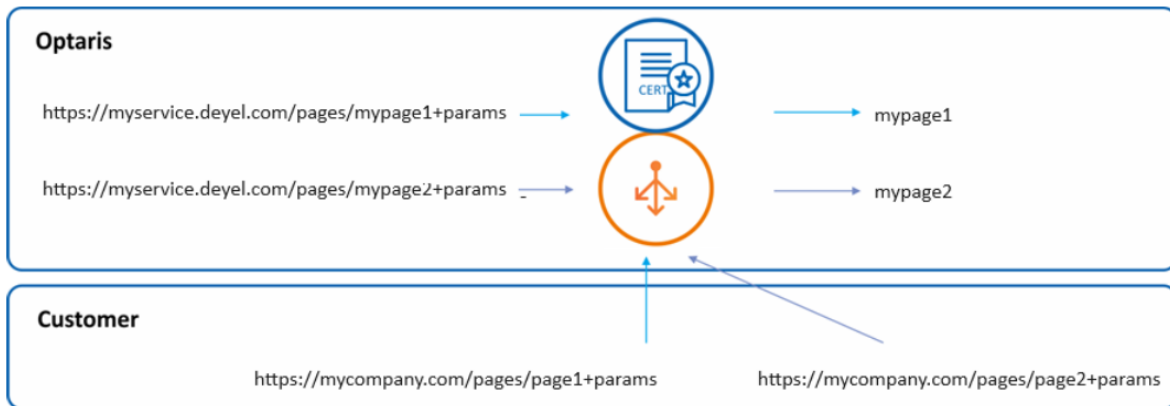 Optaris
CERT
https://myservice.deyel.com/pages/mypage1+params
mypage1
https://myservice.deyel.com/pages/mypage2+params
mypage2
Customer
https://mycompany.com/pages/page1+params
https://mycompany.com/pages/page2+params